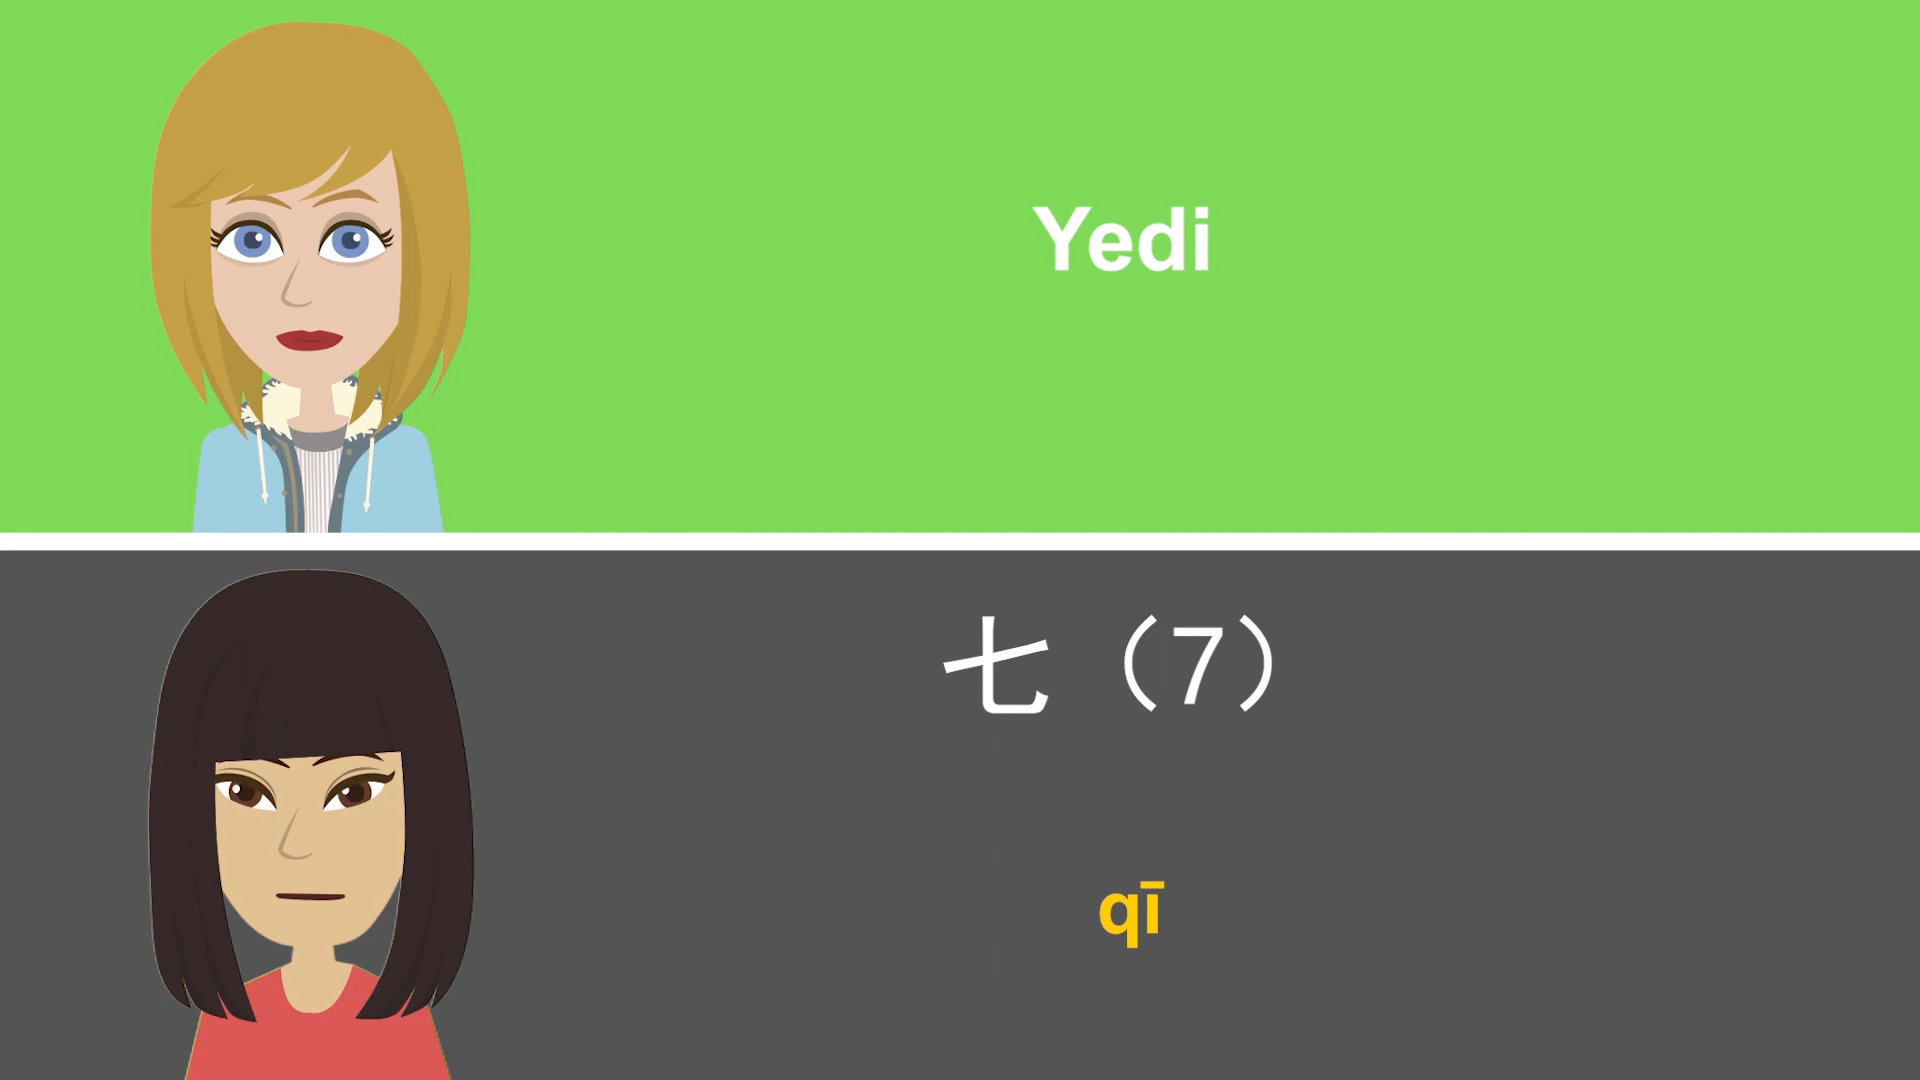 Yedi
七（7）
qī